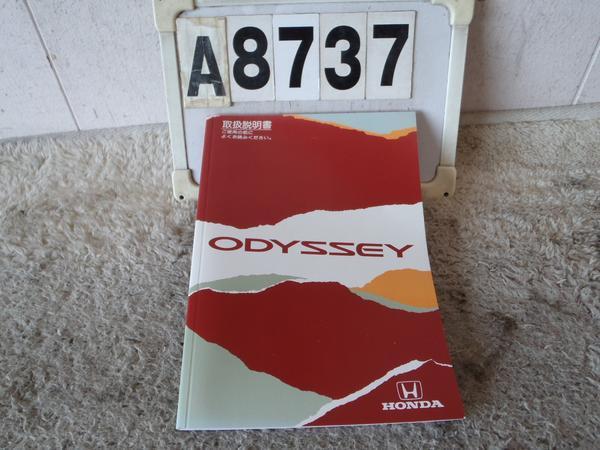 A8737
取扱説明書
ご使用の前に
よくお読みください。
ODYSSEY
HONDA